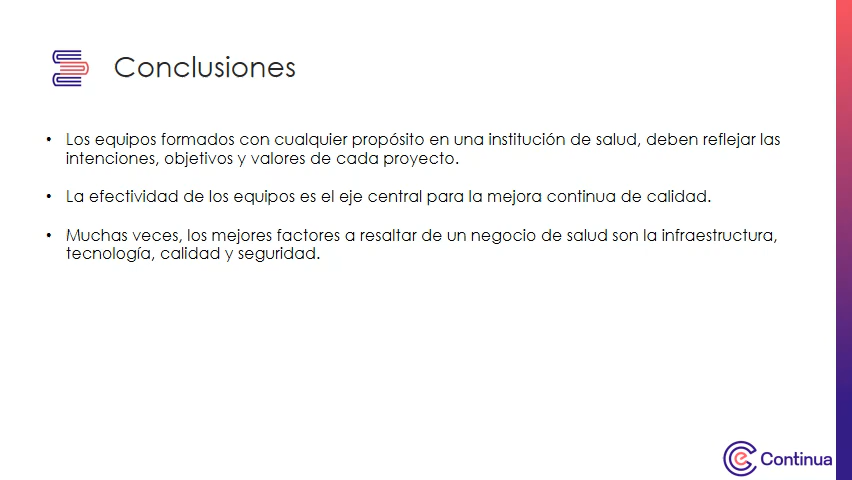 Conclusiones
• Los equipos formados con cualquier propósito en una institución de salud, deben reflejar las
intenciones, objetivos y valores de cada proyecto.
• La efectividad de los equipos es el eje central para la mejora continua de calidad.
• Muchas veces, los mejores factores a resaltar de un negocio de salud son la infraestructura,
tecnología, calidad y seguridad.
Continua